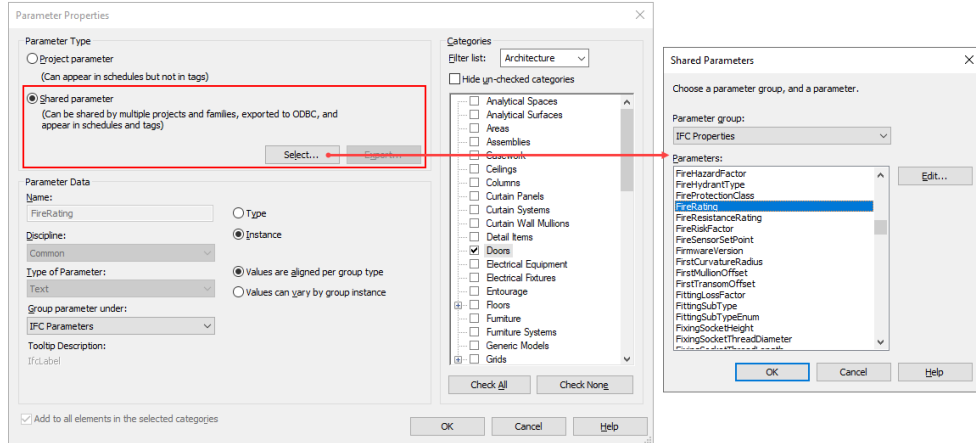 Parameter Properties
Parameter Type
Project parameter
(Can appear in schedules but not in tags)
Shared parameter
(Can be shared by multiple projects and families, exported to ODBC, and
appear in schedules and tags)
Select...
Export...
Parameter Data
Name:
FireRating
Type
Discipline:
Instance
Common
Type of Parameter:
Values are aligned per group type
Text
Values can vary by group instance
Group parameter under:
IFC Parameters
Tooltip Description:
IfcLabel
Add to all elements in the selected categories
Categories
Filter list:
Architecture
Hide un-checked categories
Analytical Spaces
Analytical Surfaces
Areas
Assemblies
Casework
Ceilings
Columns
Curtain Panels
Curtain Systems
Curtain Wall Mullions
Detail Items
Doors
Electrical Equipment
Electrical Fixtures
Entourage
Floors
Furniture
Furniture Systems
Generic Models
Grids
Check All
Check None
OK
Cancel
Help
Shared Parameters
Choose a parameter group, and a parameter.
Parameter group:
IFC Properties
Parameters:
Edit...
FireHazardFactor
FireHydrantType
FireProtectionClass
FireRating
FireResistanceRating
FireRiskFactor
FireSensorSetPoint
FirmwareVersion
FirstCurvatureRadius
FirstMullionOffset
FirstTransomOffset
FittingLossFactor
FittingSubType
FittingSubTypeEnum
FixingSocketHeight
FixingSocketThreadDiameter
FixingSocketThreadLength
OK
Cancel
Help